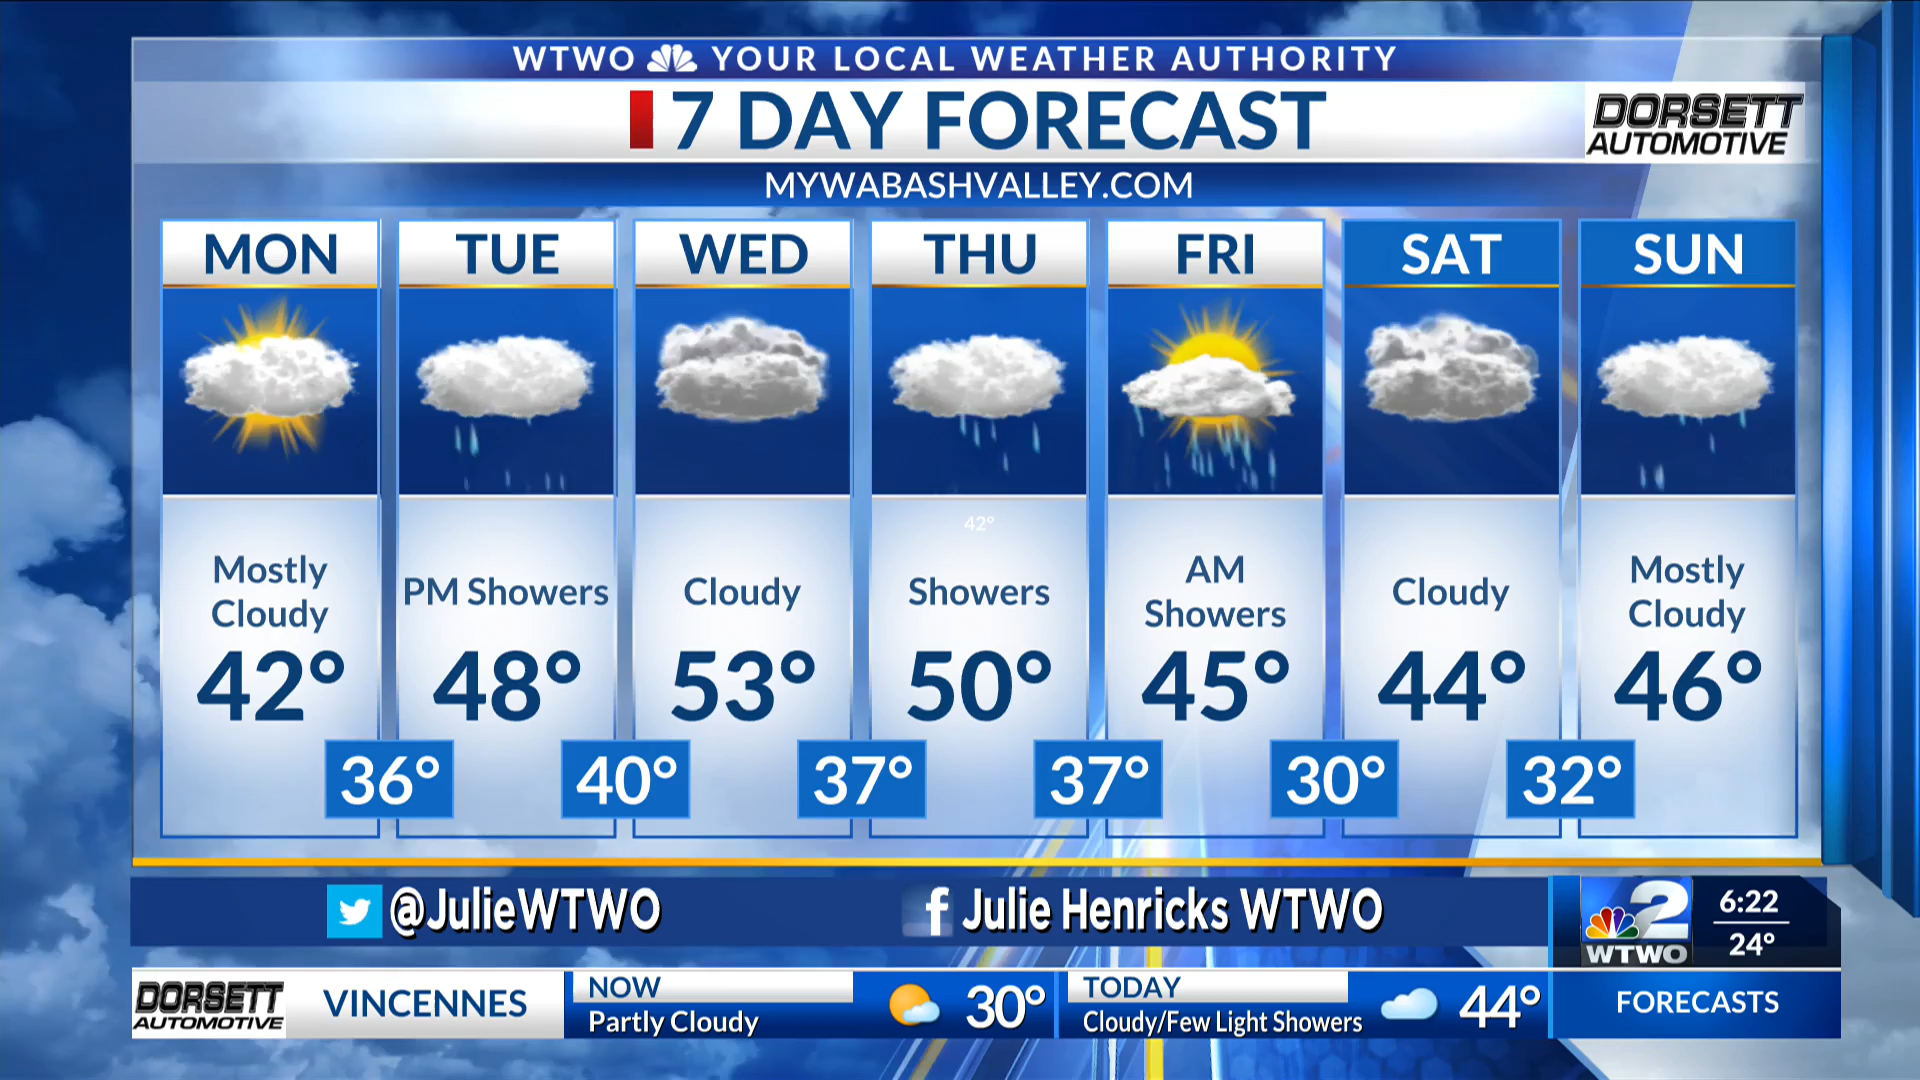 WTWO YOUR LOCAL WEATHER AUTHORITY
7 DAY FORECAST
DORSETT
AUTOMOTIVE
MYWABASHVALLEY.COM
MON TUE WED THU FRI SAT SUN
42°
Mostly
Cloudy
PM Showers
Cloudy
Showers
AM
Showers
Cloudy
Mostly
Cloudy
42° 48° 53° 50° 45° 44° 46°
36° 40° 37° 37° 30° 32°
@JulieWTWO
f Julie Henricks WTWO
2
WTWO
6:22
24°
DORSETT
AUTOMOTIVE
VINCENNES
NOW
Partly Cloudy
30°
TODAY
Cloudy/Few Light Showers
44°
FORECASTS